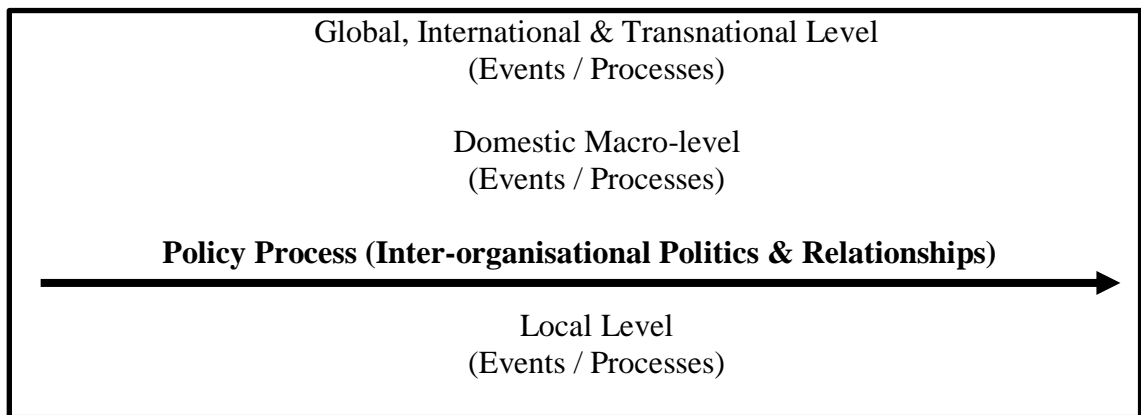 Global, International & Transnational Level
(Events / Processes)
Domestic Macro-level
(Events / Processes)
Policy Process (Inter-organisational Politics & Relationships)
Local Level
(Events / Processes)